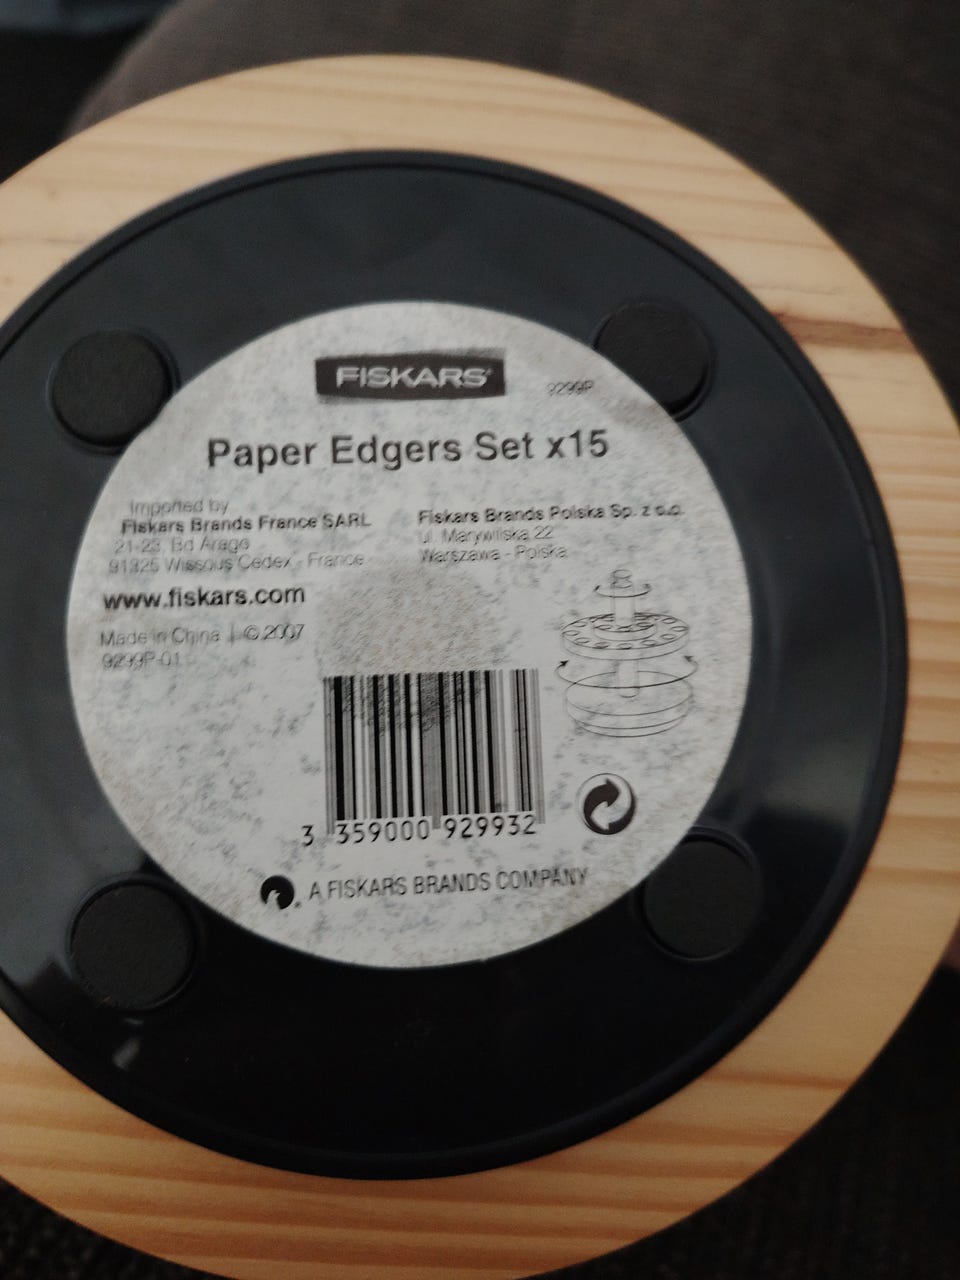 FISKARS®
9299P
Paper Edgers Set x15
Imported by
Fiskars Brands France SARL
21-23, Bd Arago
91325 Wissous Cedex - France
Fiskars Brands Polska Sp. z o.o.
ul. Marywilska 22
Warszawa - Polska
www.fiskars.com
Made in China | © 2007
9299P-01
3 359000 929932
A FISKARS BRANDS COMPANY